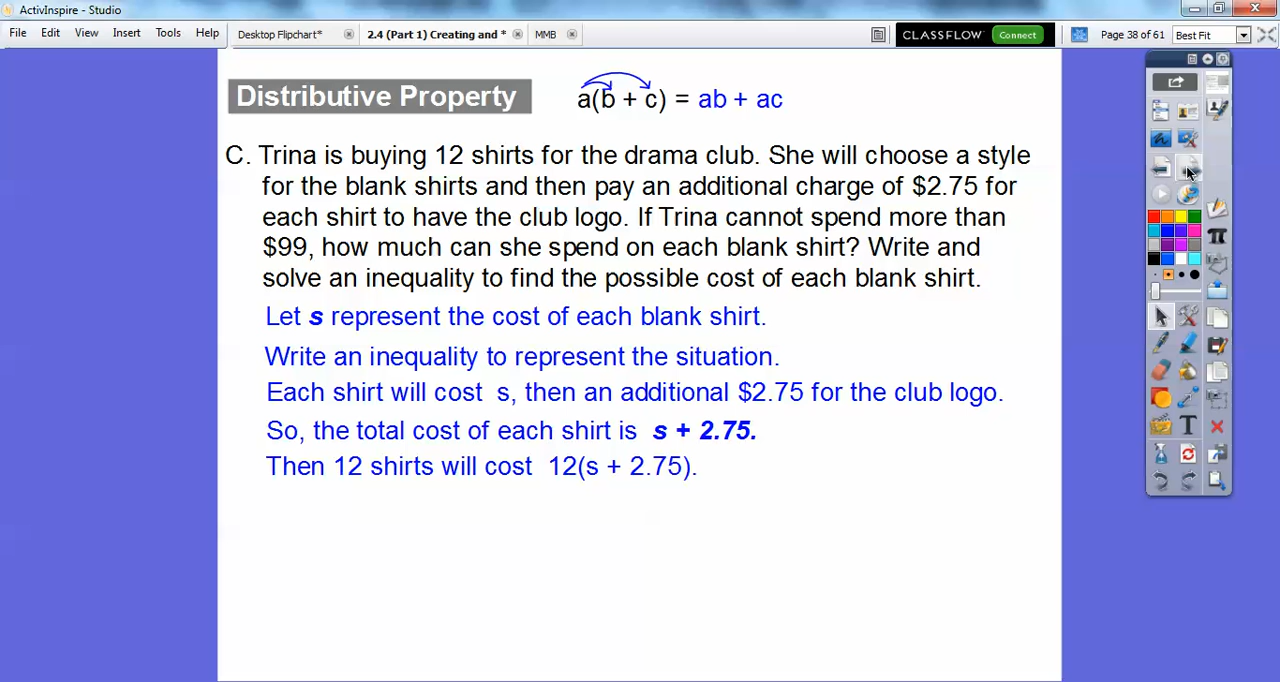 ActivInspire - Studio
File Edit View Insert Tools Help
Desktop Flipchart*
2.4 (Part 1) Creating and *
MMB
CLASSFLOW
Connect
Page 38 of 61
Best Fit
Distributive Property
a(b + c) = ab + ac
C. Trina is buying 12 shirts for the drama club. She will choose a style
for the blank shirts and then pay an additional charge of $2.75 for
each shirt to have the club logo. If Trina cannot spend more than
$99, how much can she spend on each blank shirt? Write and
solve an inequality to find the possible cost of each blank shirt.
Let s represent the cost of each blank shirt.
Write an inequality to represent the situation.
Each shirt will cost s, then an additional $2.75 for the club logo.
So, the total cost of each shirt is s + 2.75.
Then 12 shirts will cost 12(s + 2.75).